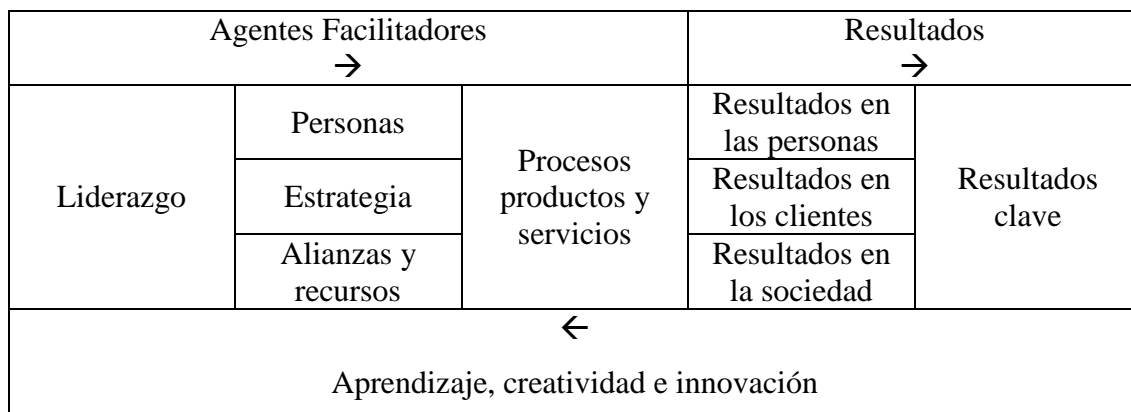 Agentes Facilitadores
→
Resultados
→
Liderazgo
Personas
Estrategia
Alianzas y
recursos
Procesos
productos y
servicios
Resultados en
las personas
Resultados en
los clientes
Resultados en
la sociedad
Resultados
clave
←
Aprendizaje, creatividad e innovación